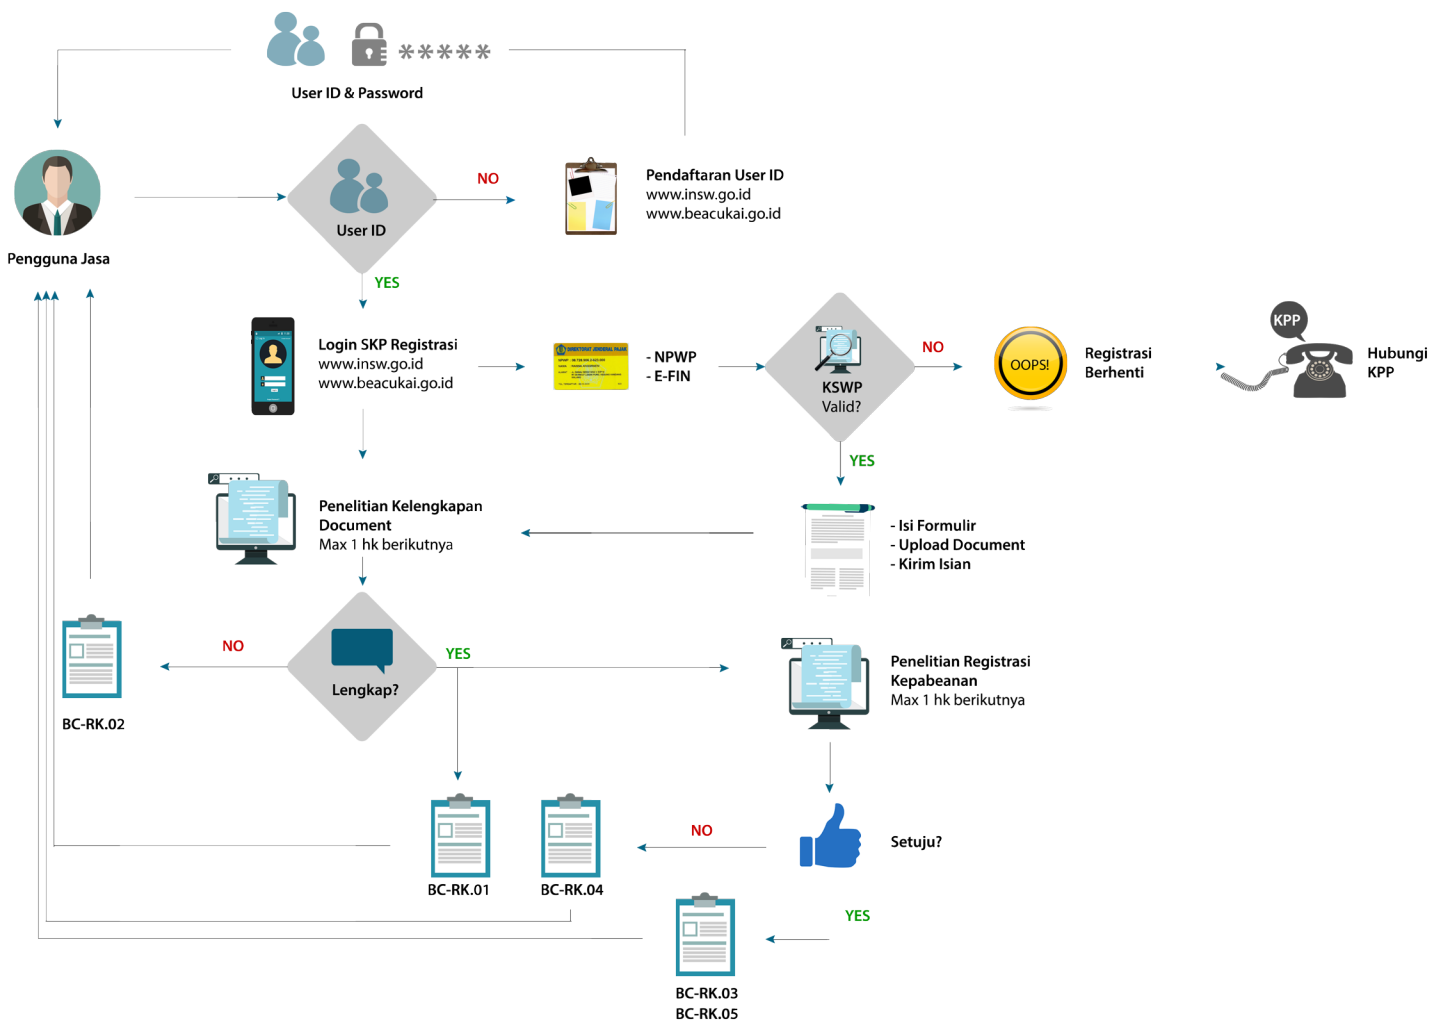 *****
User ID & Password
NO
Pendaftaran User ID
www.insw.go.id
www.beacukai.go.id
User ID
Pengguna Jasa
YES
Login SKP Registrasi
www.insw.go.id
www.beacukai.go.id
DIREKTORAT JENDERAL PAJAK
- NPWP
- E-FIN
KSWP
Valid?
NO
OOPS!
Registrasi
Berhenti
KPP
Hubungi
KPP
YES
Penelitian Kelengkapan
Document
Max 1 hk berikutnya
- Isi Formulir
- Upload Document
- Kirim Isian
NO
Lengkap?
YES
Penelitian Registrasi
Kepabeanan
Max 1 hk berikutnya
BC-RK.02
NO
Setuju?
BC-RK.01
BC-RK.04
YES
BC-RK.03
BC-RK.05